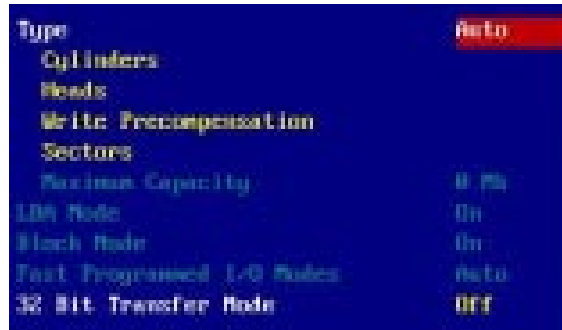 Type Auto
Cylinders
Heads
Write Precompensation
Sectors
Maximum Capacity 0 Mb
LBA Mode On
Block Mode On
Fast Programmed I/O Modes Auto
32 Bit Transfer Mode Off